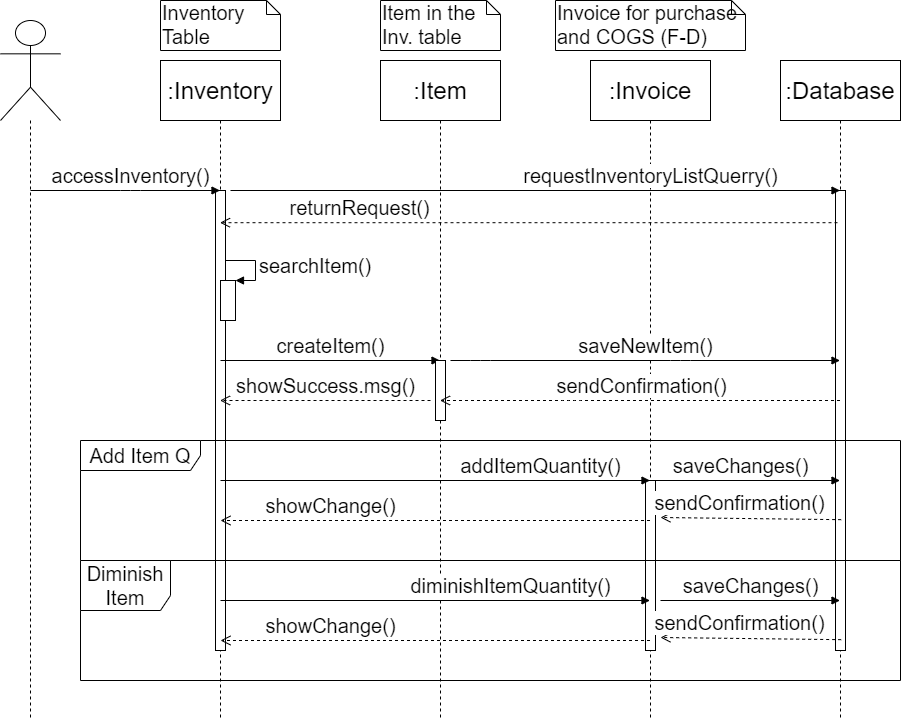 Inventory
Table
Item in the
Inv. table
Invoice for purchase
and COGS (F-D)
:Inventory
:Item
:Invoice
:Database
accessInventory()
requestInventoryListQuerry()
returnRequest()
searchItem()
createItem()
saveNewItem()
showSuccess.msg()
sendConfirmation()
Add Item Q
addItemQuantity()
saveChanges()
showChange()
sendConfirmation()
Diminish
Item
diminishItemQuantity()
saveChanges()
showChange()
sendConfirmation()